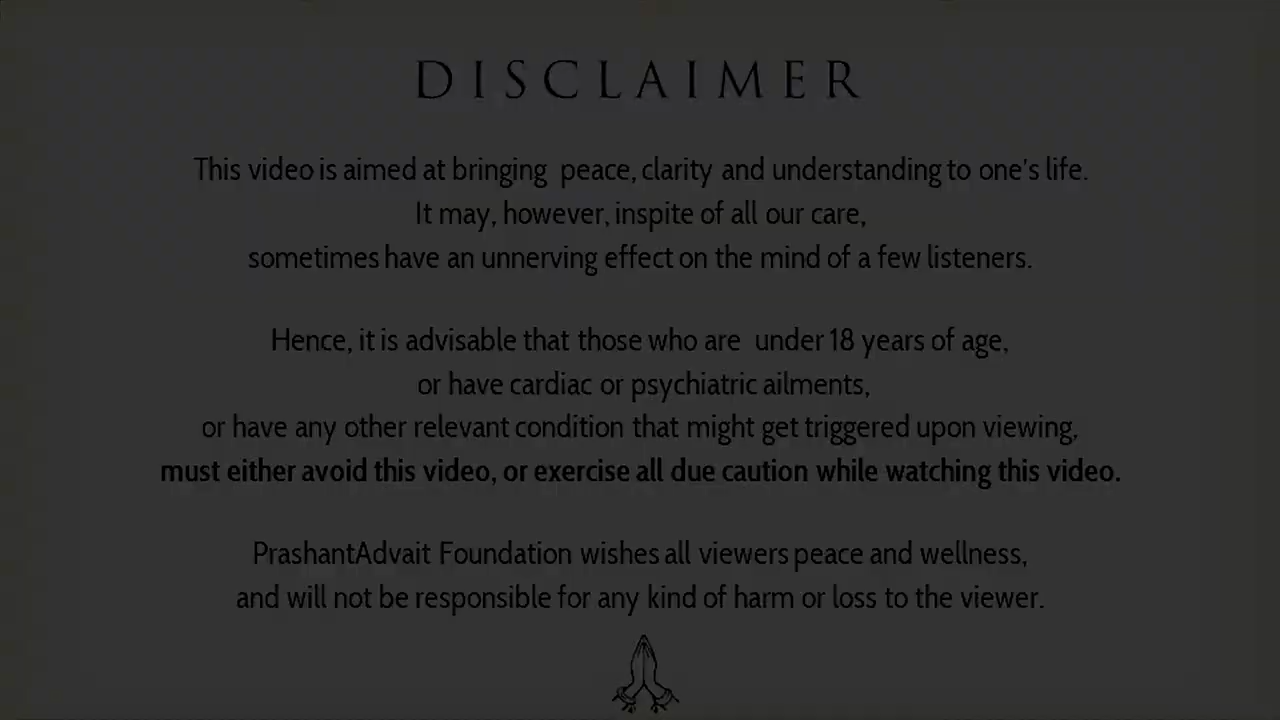 DISCLAIMER
This video is aimed at bringing peace, clarity and understanding to one's life.
It may, however, inspite of all our care,
sometimes have an unnerving effect on the mind of a few listeners.
Hence, it is advisable that those who are under 18 years of age,
or have cardiac or psychiatric ailments,
or have any other relevant condition that might get triggered upon viewing,
must either avoid this video, or exercise all due caution while watching this video.
PrashantAdvait Foundation wishes all viewers peace and wellness,
and will not be responsible for any kind of harm or loss to the viewer.